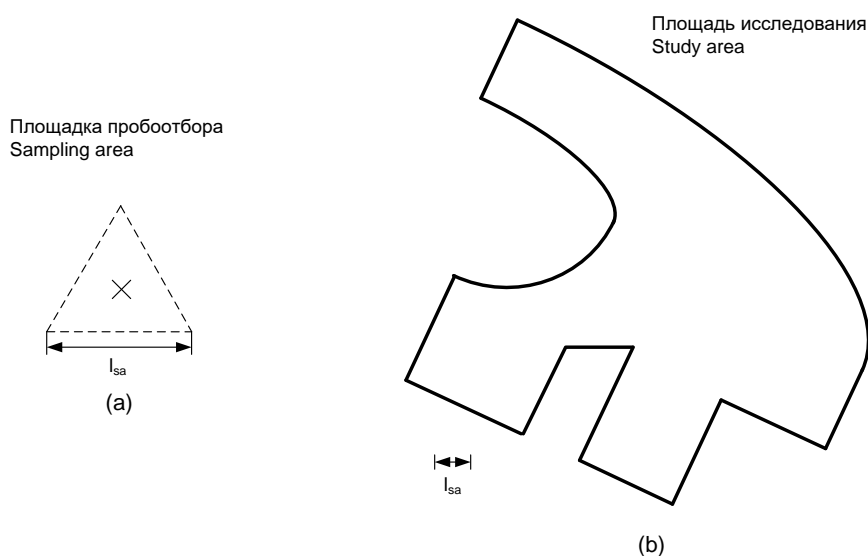 Площадь исследования
Study area
Площадка пробоотбора
Sampling area
lsa
(a)
lsa
(b)